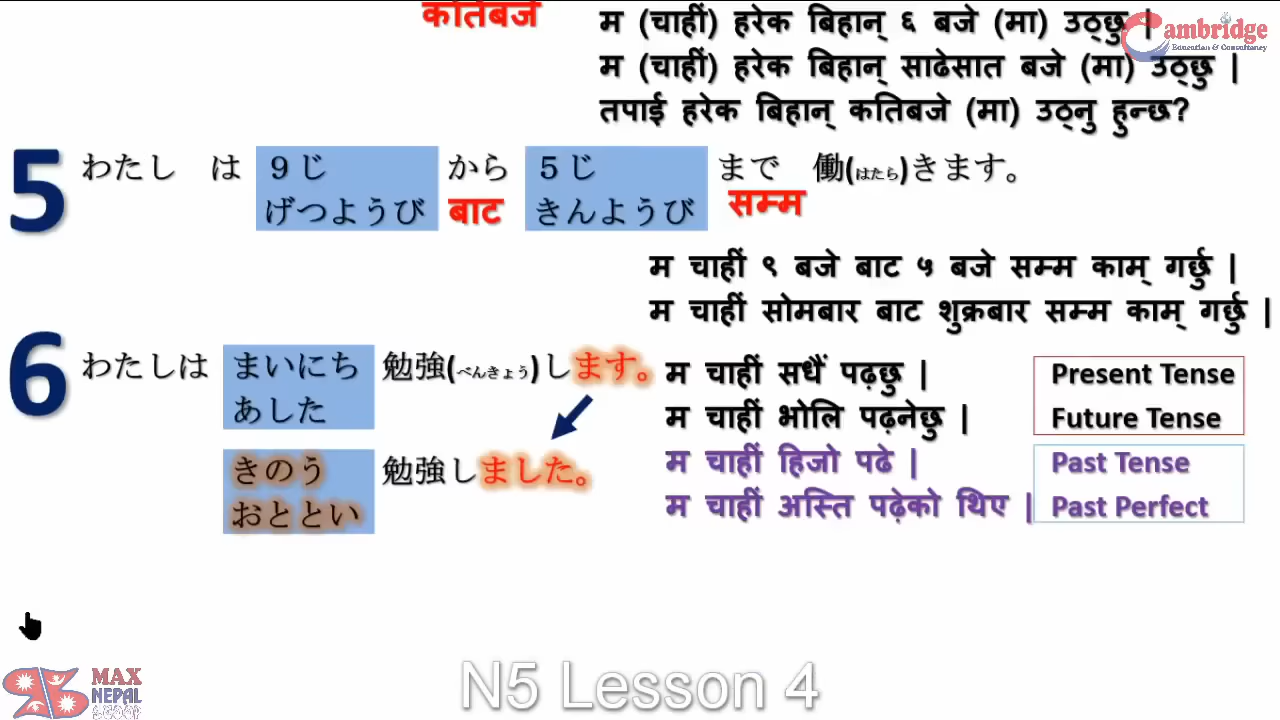 कतिबजे
म (चाहीं) हरेक बिहान् ६ बजे (मा) उठ्छु |
म (चाहीं) हरेक बिहान् साढेसात बजे (मा) उठ्छु |
तपाई हरेक बिहान् कतिबजे (मा) उठ्नु हुन्छ?
Cambridge
Education & Consultancy
5 わたし は 9じ から 5じ まで 働(はたら)きます。
げつようび बाट きんようび सम्म
म चाहीं ९ बजे बाट ५ बजे सम्म काम् गर्छु |
म चाहीं सोमबार बाट शुक्रबार सम्म काम् गर्छु |
6 わたしは まいにち 勉強(べんきょう)します。 म चाहीं सधैं पढ़छु | Present Tense
あした म चाहीं भोलि पढ़नेछु | Future Tense
きのう 勉強しました。 म चाहीं हिजो पढे | Past Tense
おととい म चाहीं अस्ति पढ़ेको थिए | Past Perfect
MAX
NEPAL
N5 Lesson 4